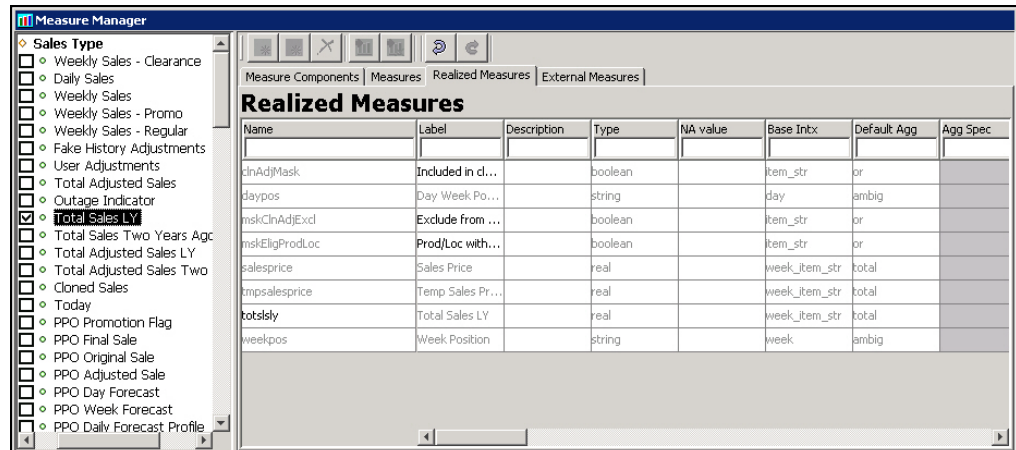 Measure Manager
Sales Type
Weekly Sales - Clearance
Daily Sales
Weekly Sales
Weekly Sales - Promo
Weekly Sales - Regular
Fake History Adjustments
User Adjustments
Total Adjusted Sales
Outage Indicator
Total Sales LY
Total Sales Two Years Ago
Total Adjusted Sales LY
Total Adjusted Sales Two
Cloned Sales
Today
PPO Promotion Flag
PPO Final Sale
PPO Original Sale
PPO Adjusted Sale
PPO Day Forecast
PPO Week Forecast
PPO Daily Forecast Profile
Measure Components Measures Realized Measures External Measures
Realized Measures
Name Label Description Type NA value Base Intx Default Agg Agg Spec
clnAdjMask Included in cl... boolean item_str or
daypos Day Week Po... string day ambig
mskClnAdjExcl Exclude from ... boolean item_str or
mskEligProdLoc Prod/Loc with... boolean item_str or
salesprice Sales Price real week_item_str total
tmpsalesprice Temp Sales Pr... real week_item_str total
totslsly Total Sales LY real week_item_str total
weekpos Week Position string week ambig